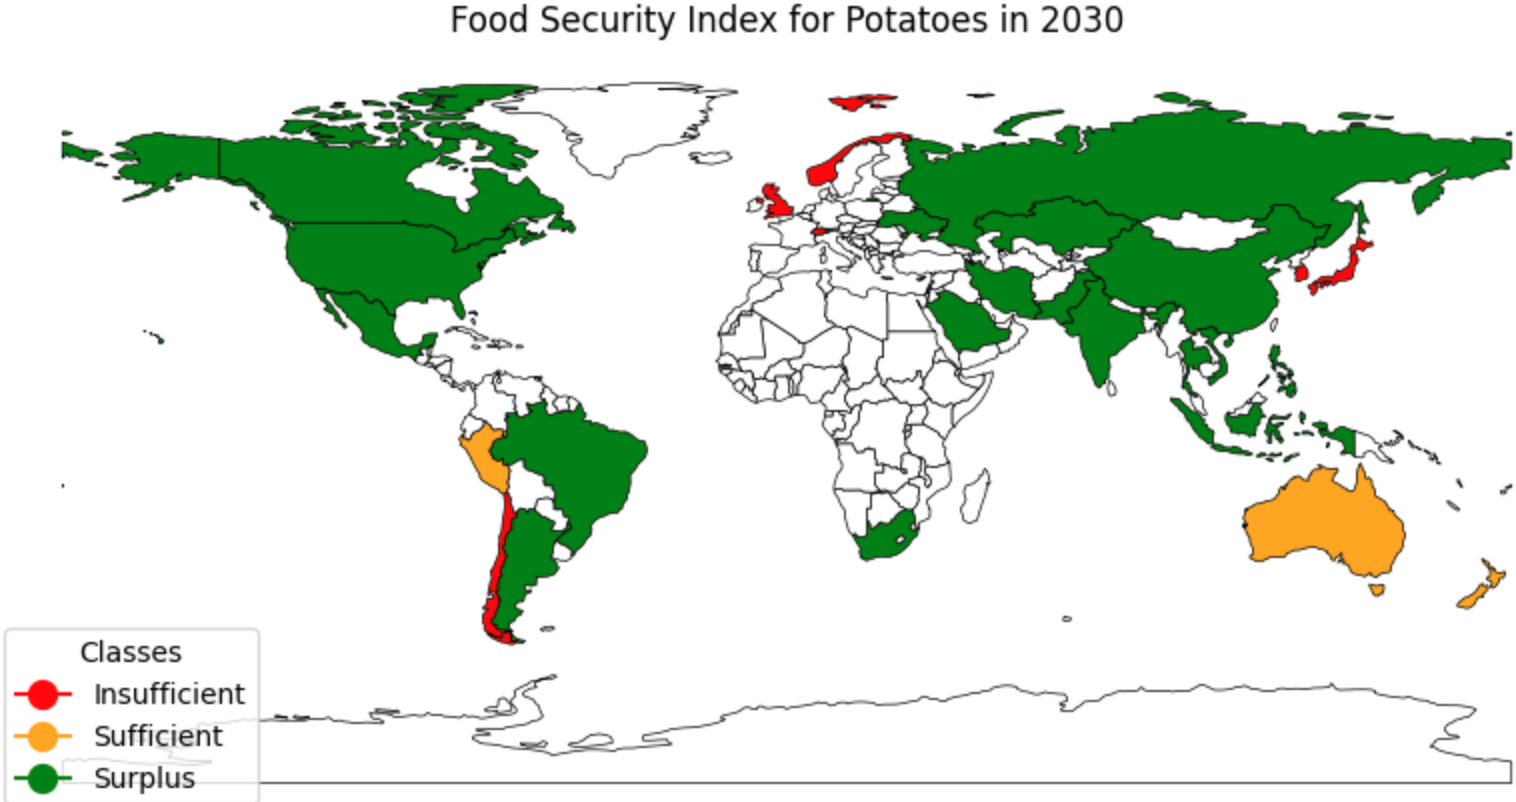 Food Security Index for Potatoes in 2030
Classes
Insufficient
Sufficient
Surplus